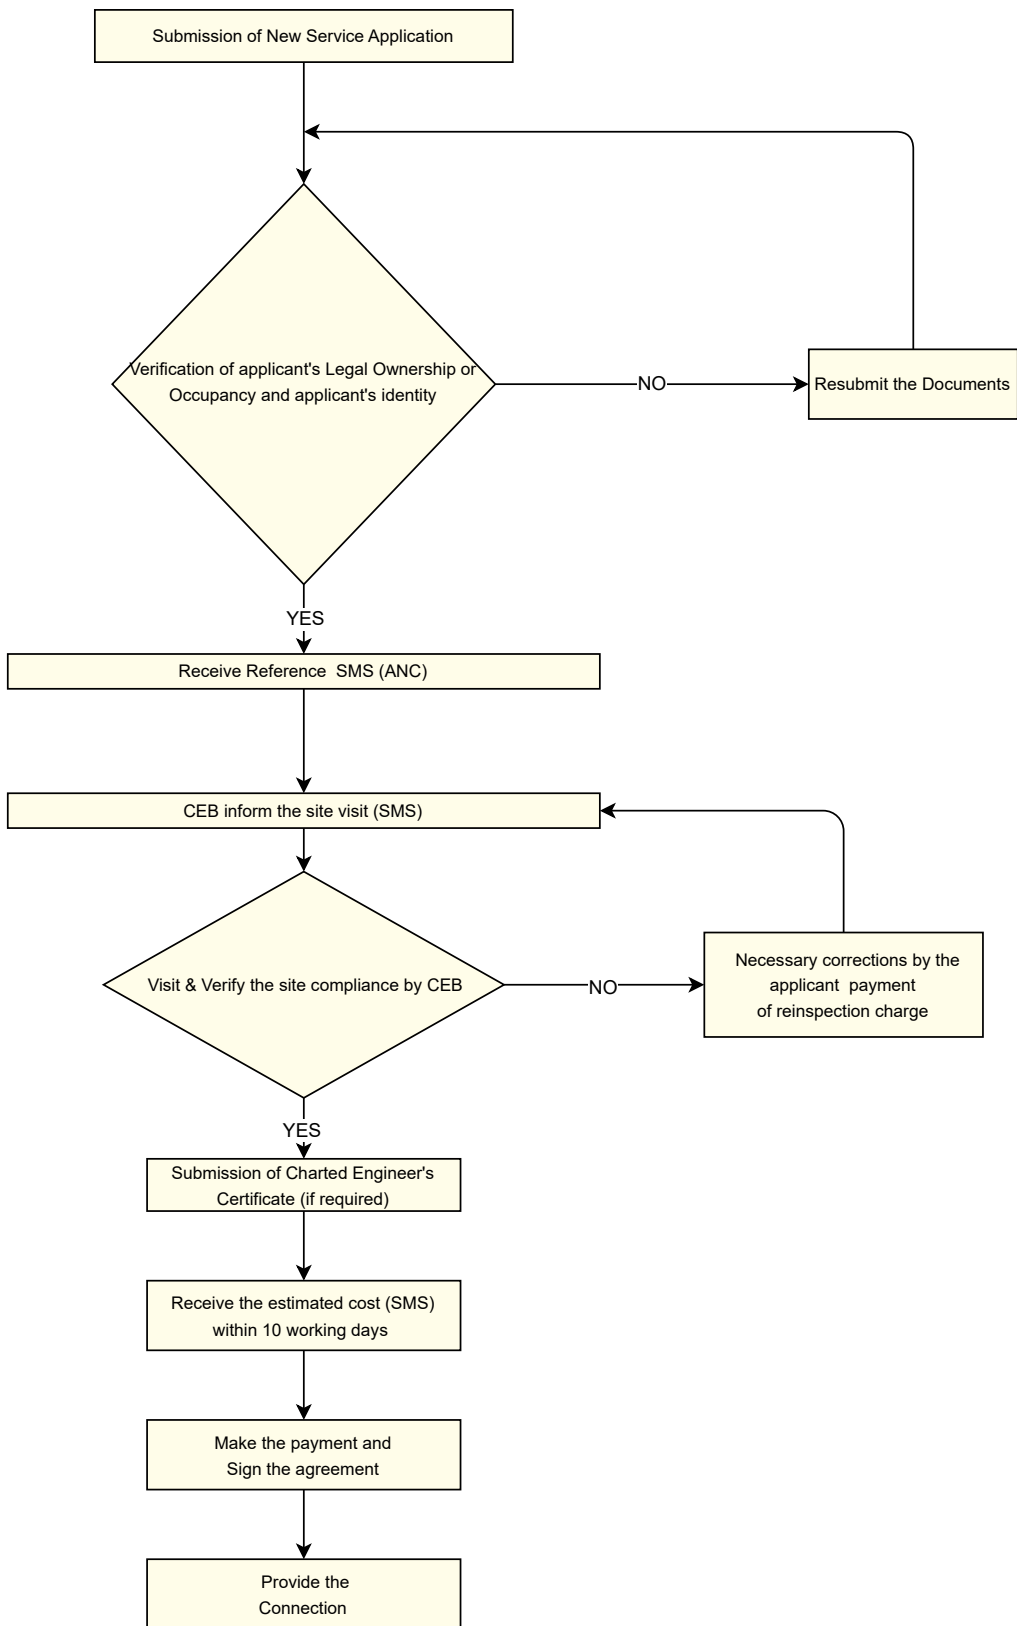 Submission of New Service Application
Verification of applicant's Legal Ownership or
Occupancy and applicant's identity
NO
Resubmit the Documents
YES
Receive Reference  SMS (ANC)
CEB inform the site visit (SMS)
Visit & Verify the site compliance by CEB
NO
Necessary corrections by the
applicant  payment
of reinspection charge
YES
Submission of Charted Engineer's
Certificate (if required)
Receive the estimated cost (SMS)
within 10 working days
Make the payment and
Sign the agreement
Provide the
Connection